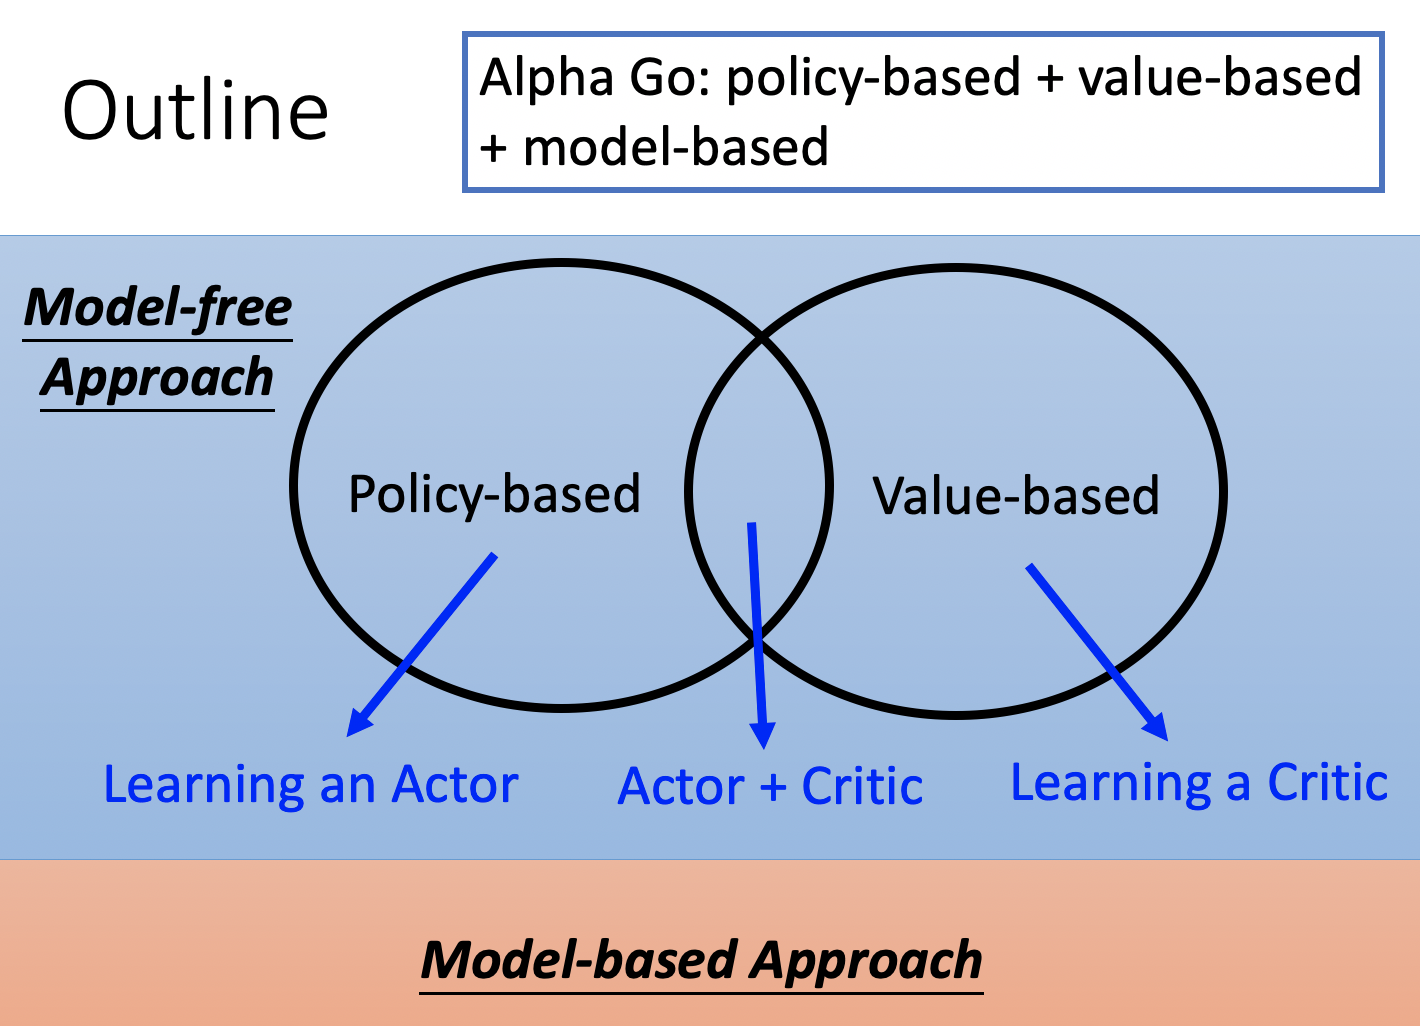 Outline
Alpha Go: policy-based + value-based
+ model-based
Model-free
Approach
Policy-based
Value-based
Learning an Actor
Actor + Critic
Learning a Critic
Model-based Approach